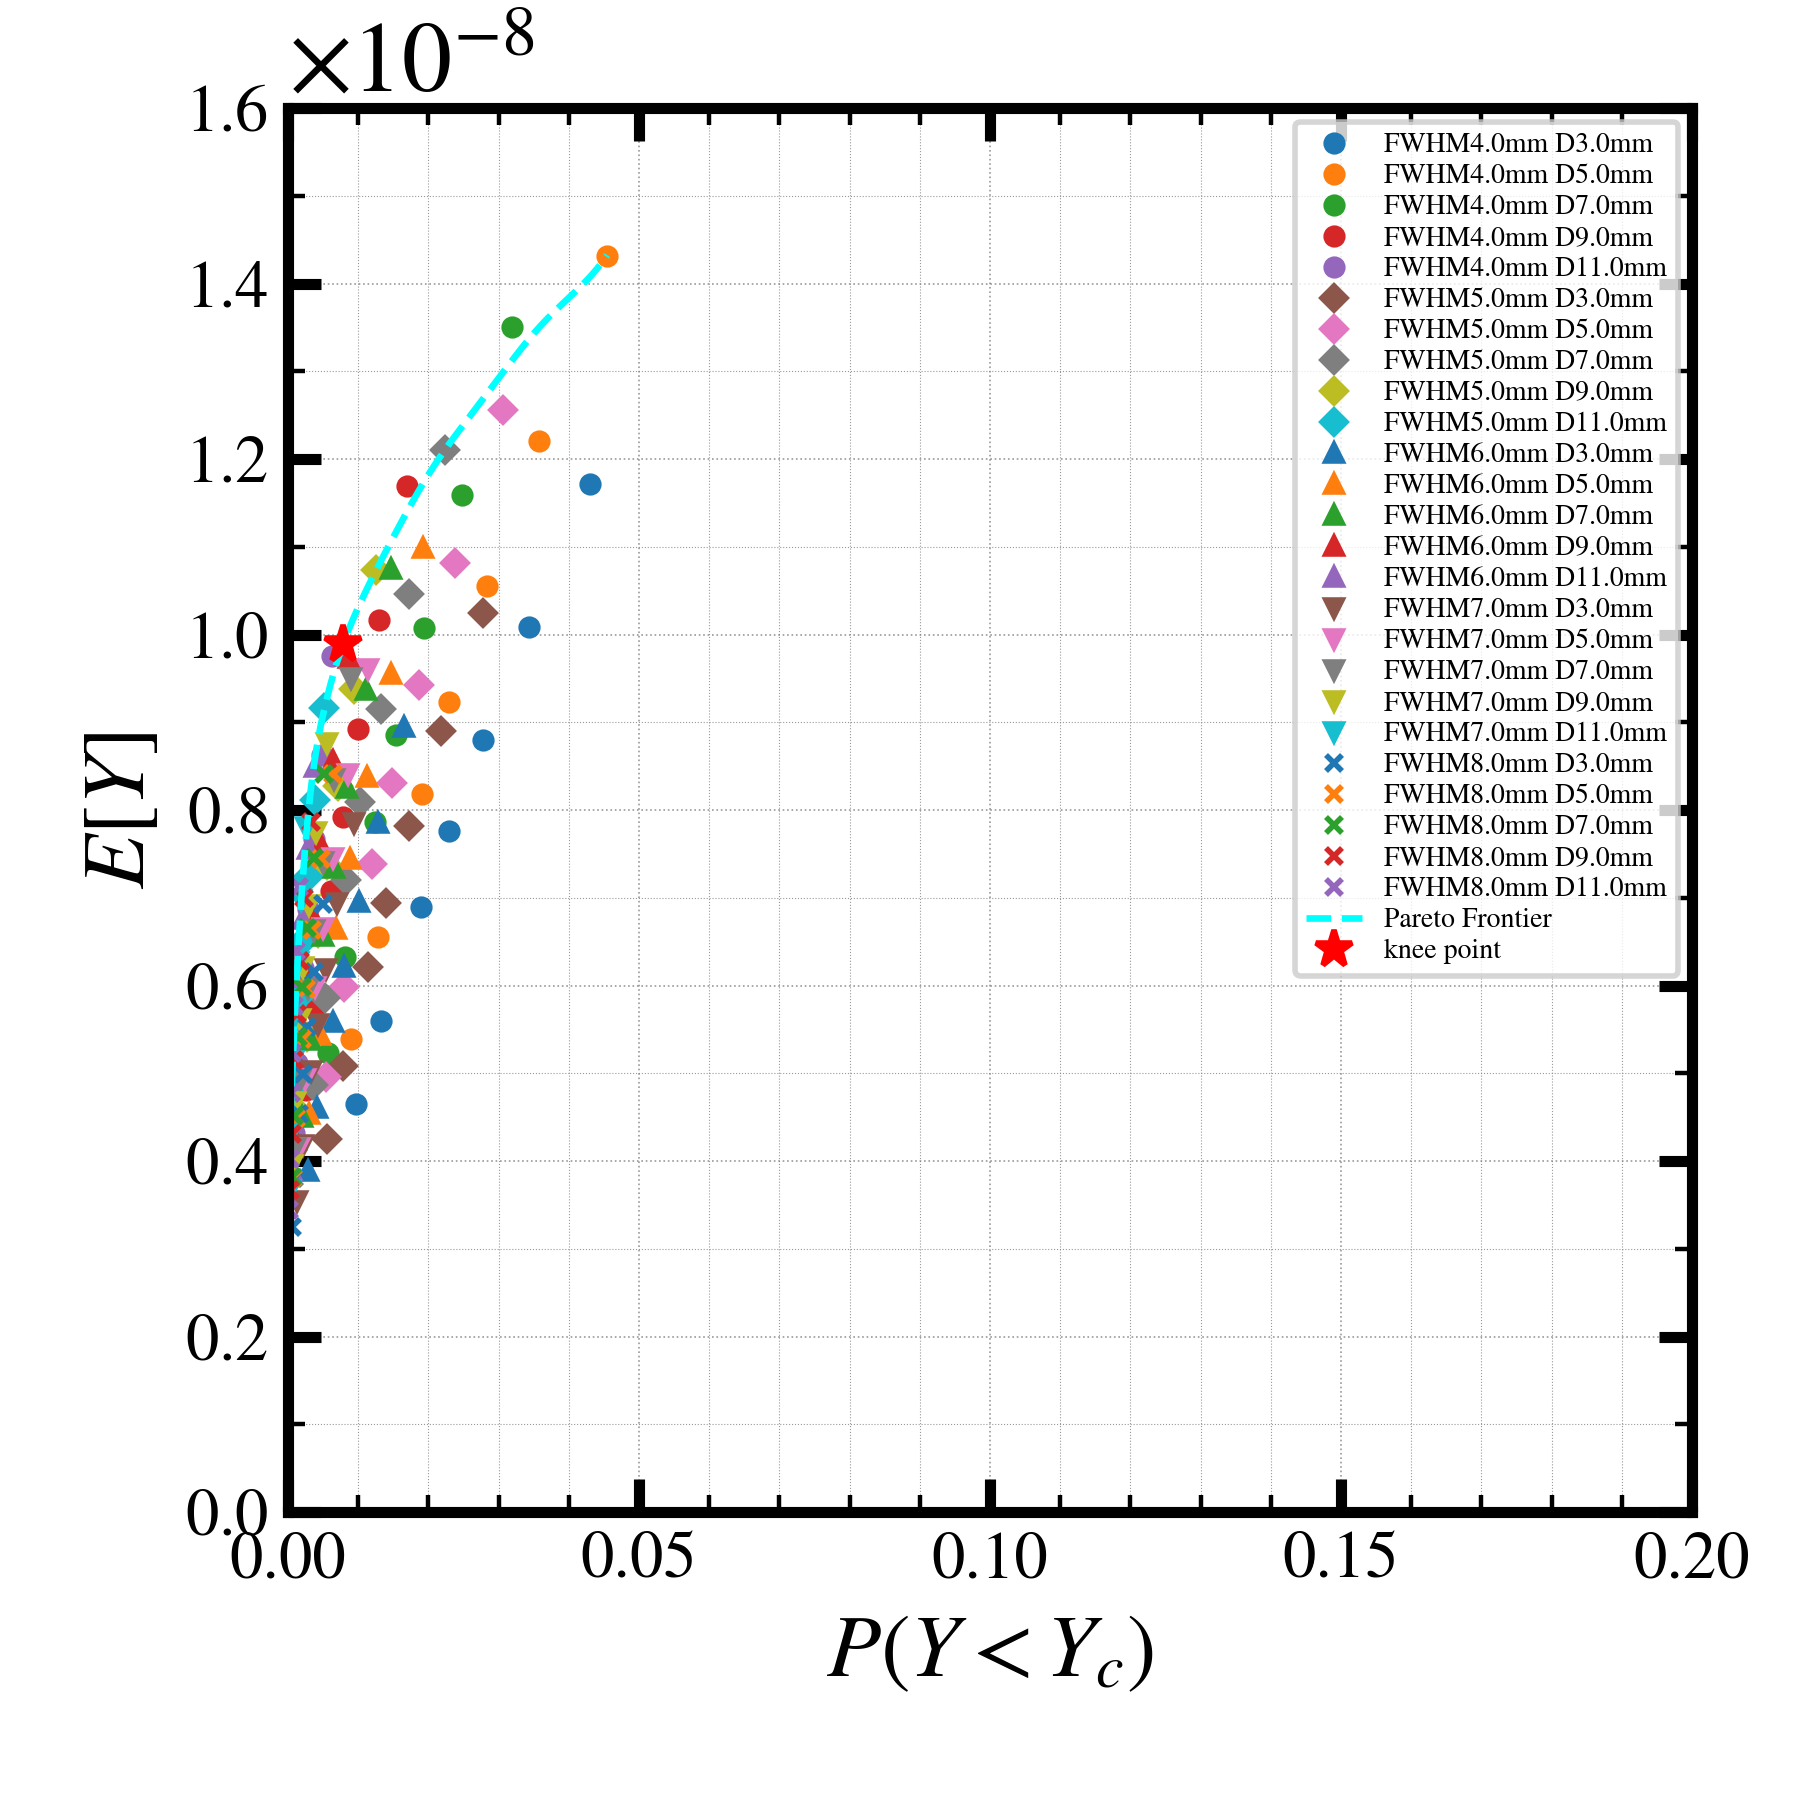 ×10⁻⁸
1.6
1.4
1.2
1.0
0.8
0.6
0.4
0.2
0.0
E[Y]
0.00 0.05 0.10 0.15 0.20
P(Y < Y_c)
FWHM4.0mm D3.0mm
FWHM4.0mm D5.0mm
FWHM4.0mm D7.0mm
FWHM4.0mm D9.0mm
FWHM4.0mm D11.0mm
FWHM5.0mm D3.0mm
FWHM5.0mm D5.0mm
FWHM5.0mm D7.0mm
FWHM5.0mm D9.0mm
FWHM5.0mm D11.0mm
FWHM6.0mm D3.0mm
FWHM6.0mm D5.0mm
FWHM6.0mm D7.0mm
FWHM6.0mm D9.0mm
FWHM6.0mm D11.0mm
FWHM7.0mm D3.0mm
FWHM7.0mm D5.0mm
FWHM7.0mm D7.0mm
FWHM7.0mm D9.0mm
FWHM7.0mm D11.0mm
FWHM8.0mm D3.0mm
FWHM8.0mm D5.0mm
FWHM8.0mm D7.0mm
FWHM8.0mm D9.0mm
FWHM8.0mm D11.0mm
Pareto Frontier
knee point